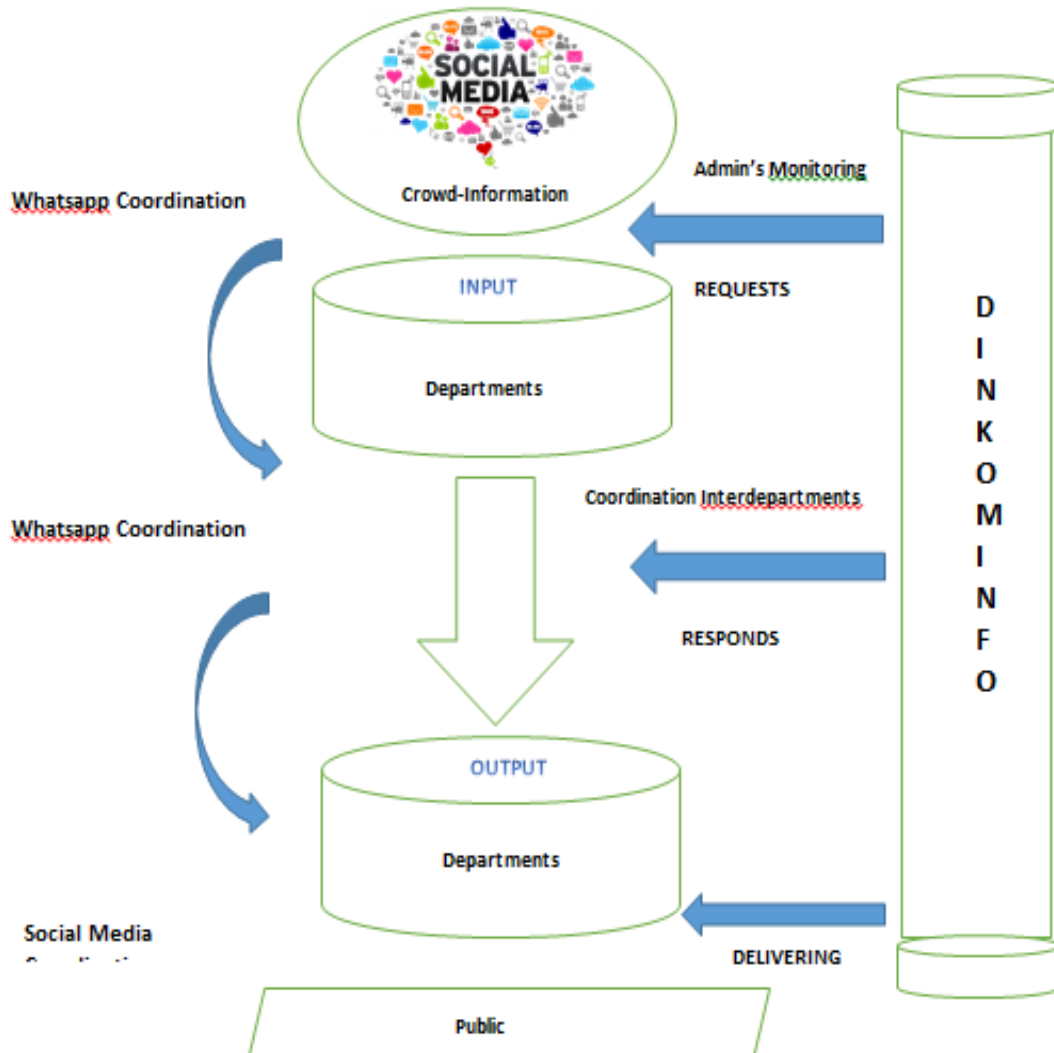 SOCIAL
MEDIA
Crowd-Information
Admin's Monitoring
Whatsapp Coordination
INPUT
REQUESTS
Departments
Coordination Interdepartments
Whatsapp Coordination
RESPONDS
OUTPUT
Departments
Social Media
DELIVERING
Public
D
I
N
K
O
M
I
N
F
O